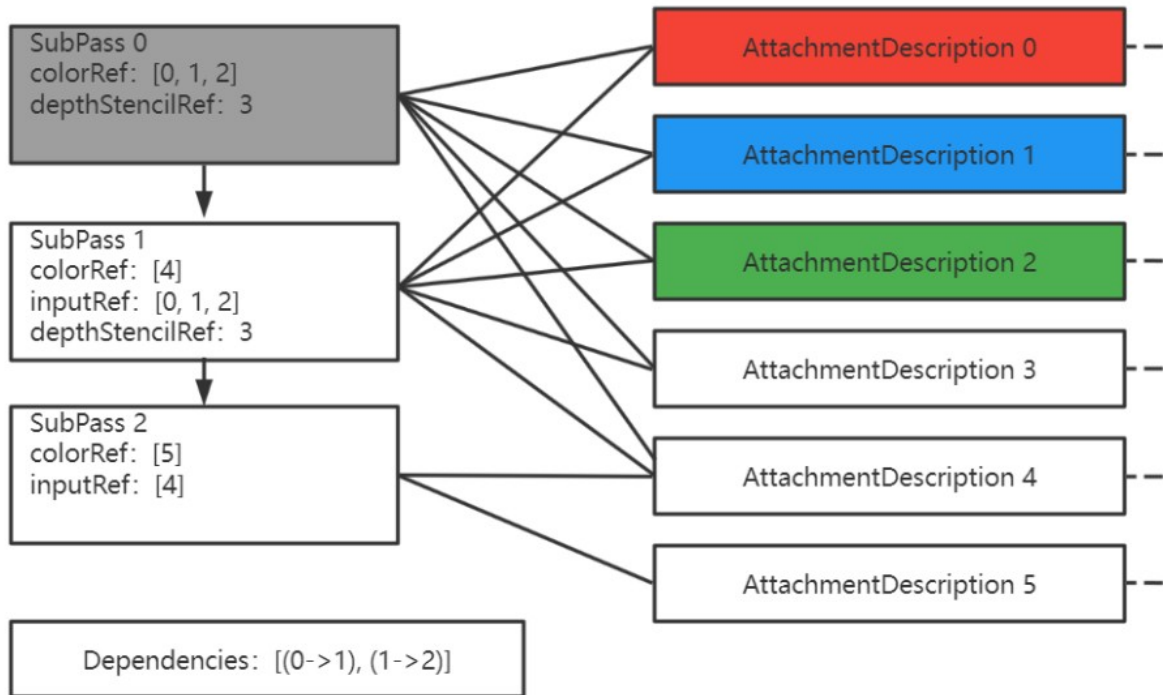 SubPass 0
colorRef: [0, 1, 2]
depthStencilRef: 3
SubPass 1
colorRef: [4]
inputRef: [0, 1, 2]
depthStencilRef: 3
SubPass 2
colorRef: [5]
inputRef: [4]
Dependencies: [(0->1), (1->2)]
AttachmentDescription 0
AttachmentDescription 1
AttachmentDescription 2
AttachmentDescription 3
AttachmentDescription 4
AttachmentDescription 5